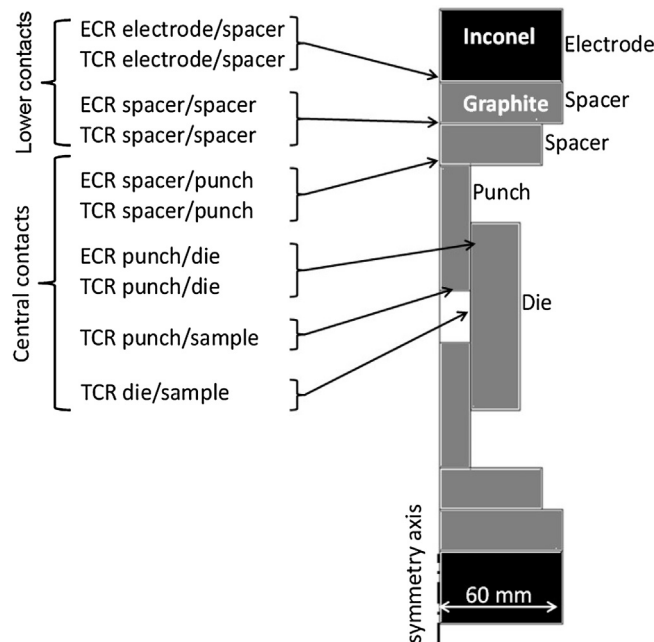 Lower contacts
ECR electrode/spacer
TCR electrode/spacer
ECR spacer/spacer
TCR spacer/spacer
Central contacts
ECR spacer/punch
TCR spacer/punch
ECR punch/die
TCR punch/die
TCR punch/sample
TCR die/sample
Inconel
Electrode
Graphite
Spacer
Spacer
Punch
Die
symmetry axis
60 mm